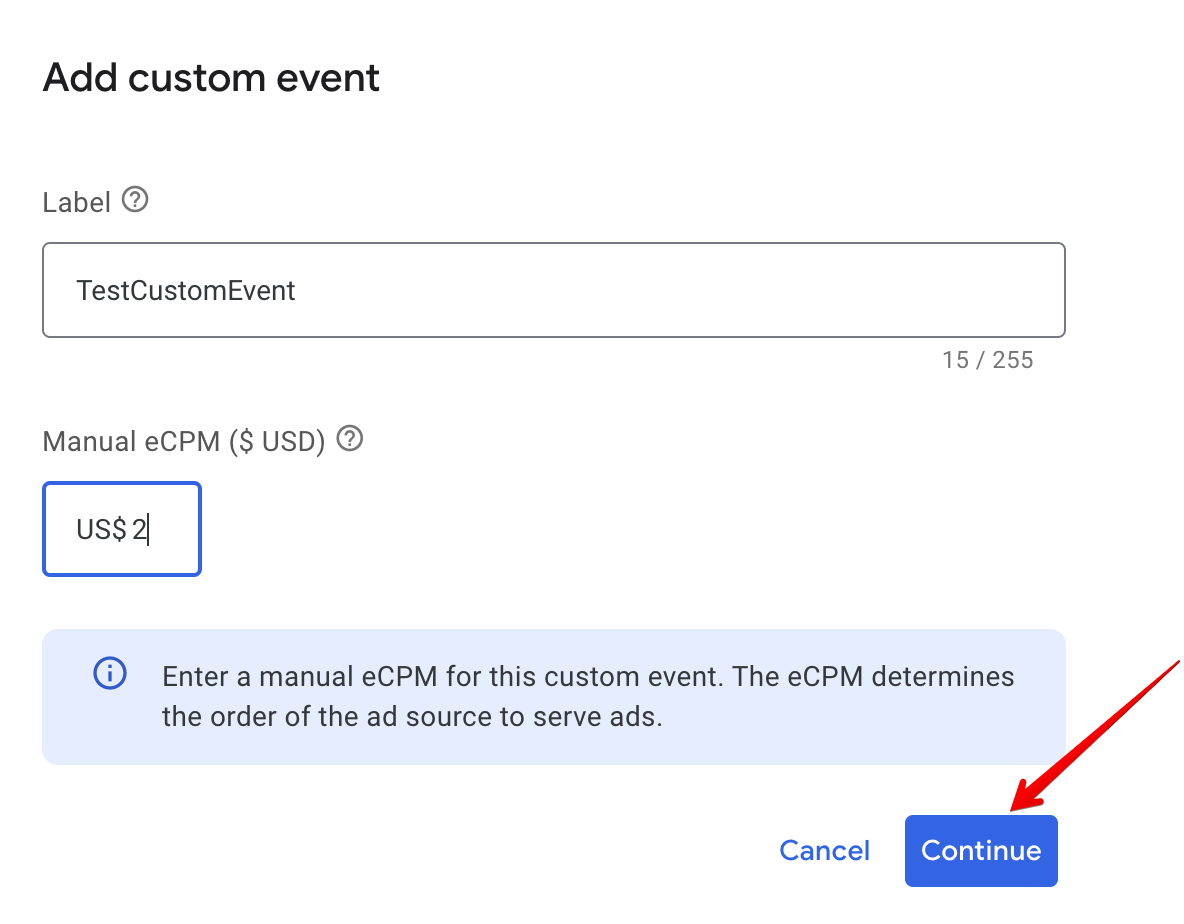 Add custom event
Label
TestCustomEvent
15 / 255
Manual eCPM ($ USD)
US$ 2
Enter a manual eCPM for this custom event. The eCPM determines
the order of the ad source to serve ads.
Cancel
Continue